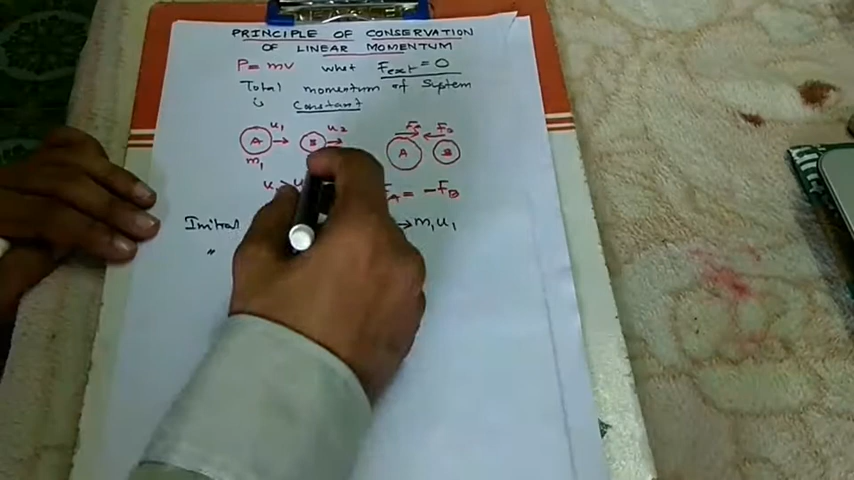 PRINCIPLE OF CONSERVATION
OF LINEAR MOMENTUM
P=mv when Fext = 0
Total momentum of System
is Constant
u1 u2 FA FB
A B A B
m1
u1 = -FB
Initial m1u1